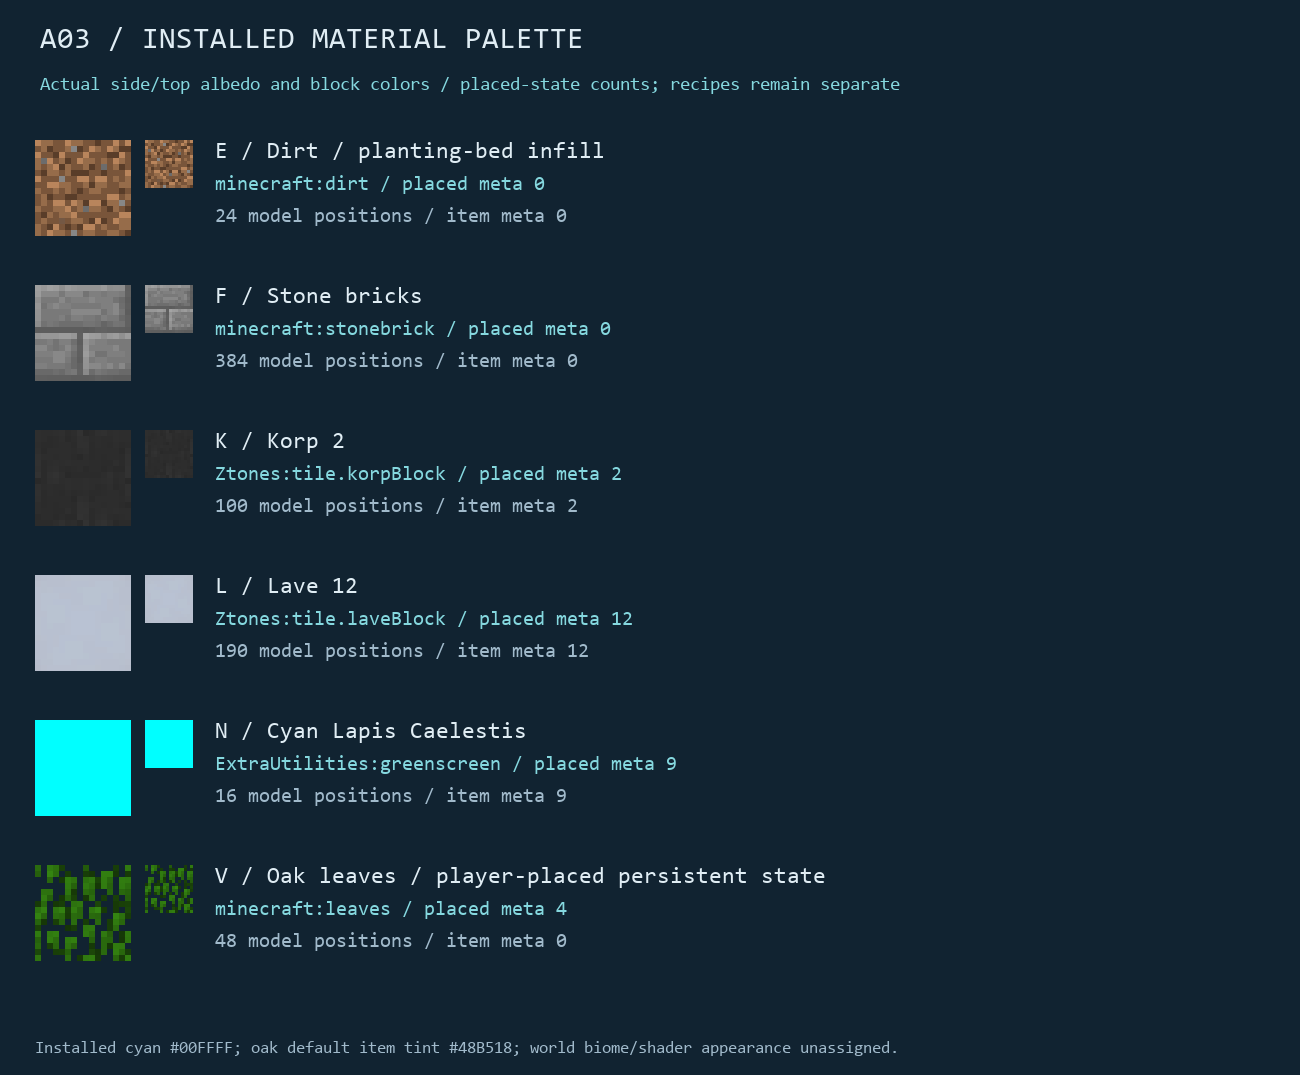 A03 / INSTALLED MATERIAL PALETTE
Actual side/top albedo and block colors / placed-state counts; recipes remain separate
E / Dirt / planting-bed infill
minecraft:dirt / placed meta 0
24 model positions / item meta 0
F / Stone bricks
minecraft:stonebrick / placed meta 0
384 model positions / item meta 0
K / Korp 2
Ztones:tile.korpBlock / placed meta 2
100 model positions / item meta 2
L / Lave 12
Ztones:tile.laveBlock / placed meta 12
190 model positions / item meta 12
N / Cyan Lapis Caelestis
ExtraUtilities:greenscreen / placed meta 9
16 model positions / item meta 9
V / Oak leaves / player-placed persistent state
minecraft:leaves / placed meta 4
48 model positions / item meta 0
Installed cyan #00FFFF; oak default item tint #48B518; world biome/shader appearance unassigned.